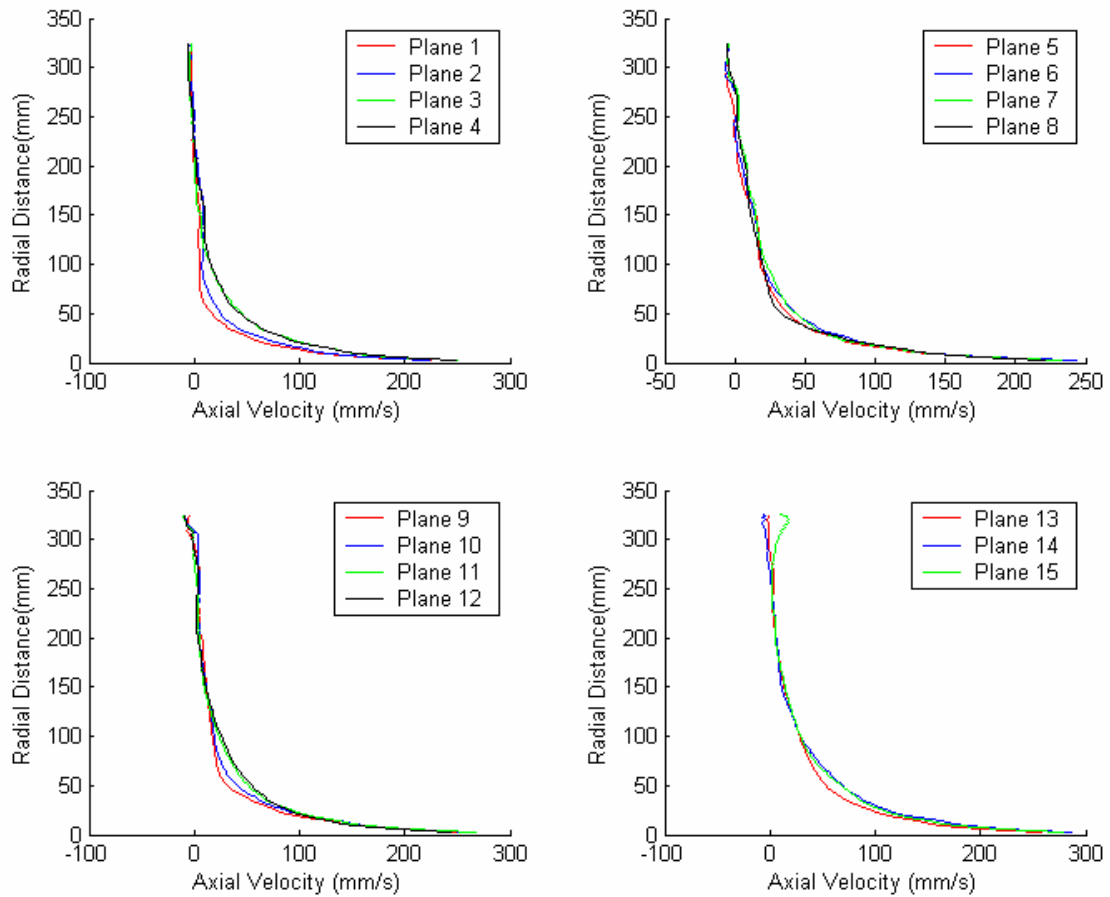 350
300
250
200
150
100
50
0
Radial Distance(mm)
-100 0 100 200 300
Axial Velocity (mm/s)
Plane 1
Plane 2
Plane 3
Plane 4
350
300
250
200
150
100
50
0
Radial Distance(mm)
-50 0 50 100 150 200 250
Axial Velocity (mm/s)
Plane 5
Plane 6
Plane 7
Plane 8
350
300
250
200
150
100
50
0
Radial Distance(mm)
-100 0 100 200 300
Axial Velocity (mm/s)
Plane 9
Plane 10
Plane 11
Plane 12
350
300
250
200
150
100
50
0
Radial Distance(mm)
-100 0 100 200 300
Axial Velocity (mm/s)
Plane 13
Plane 14
Plane 15